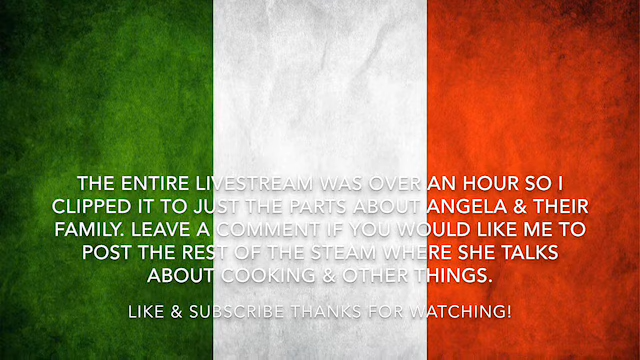 THE ENTIRE LIVESTREAM WAS OVER AN HOUR SO I
CLIPPED IT TO JUST THE PARTS ABOUT ANGELA & THEIR
FAMILY. LEAVE A COMMENT IF YOU WOULD LIKE ME TO
POST THE REST OF THE STEAM WHERE SHE TALKS
ABOUT COOKING & OTHER THINGS.
LIKE & SUBSCRIBE THANKS FOR WATCHING!